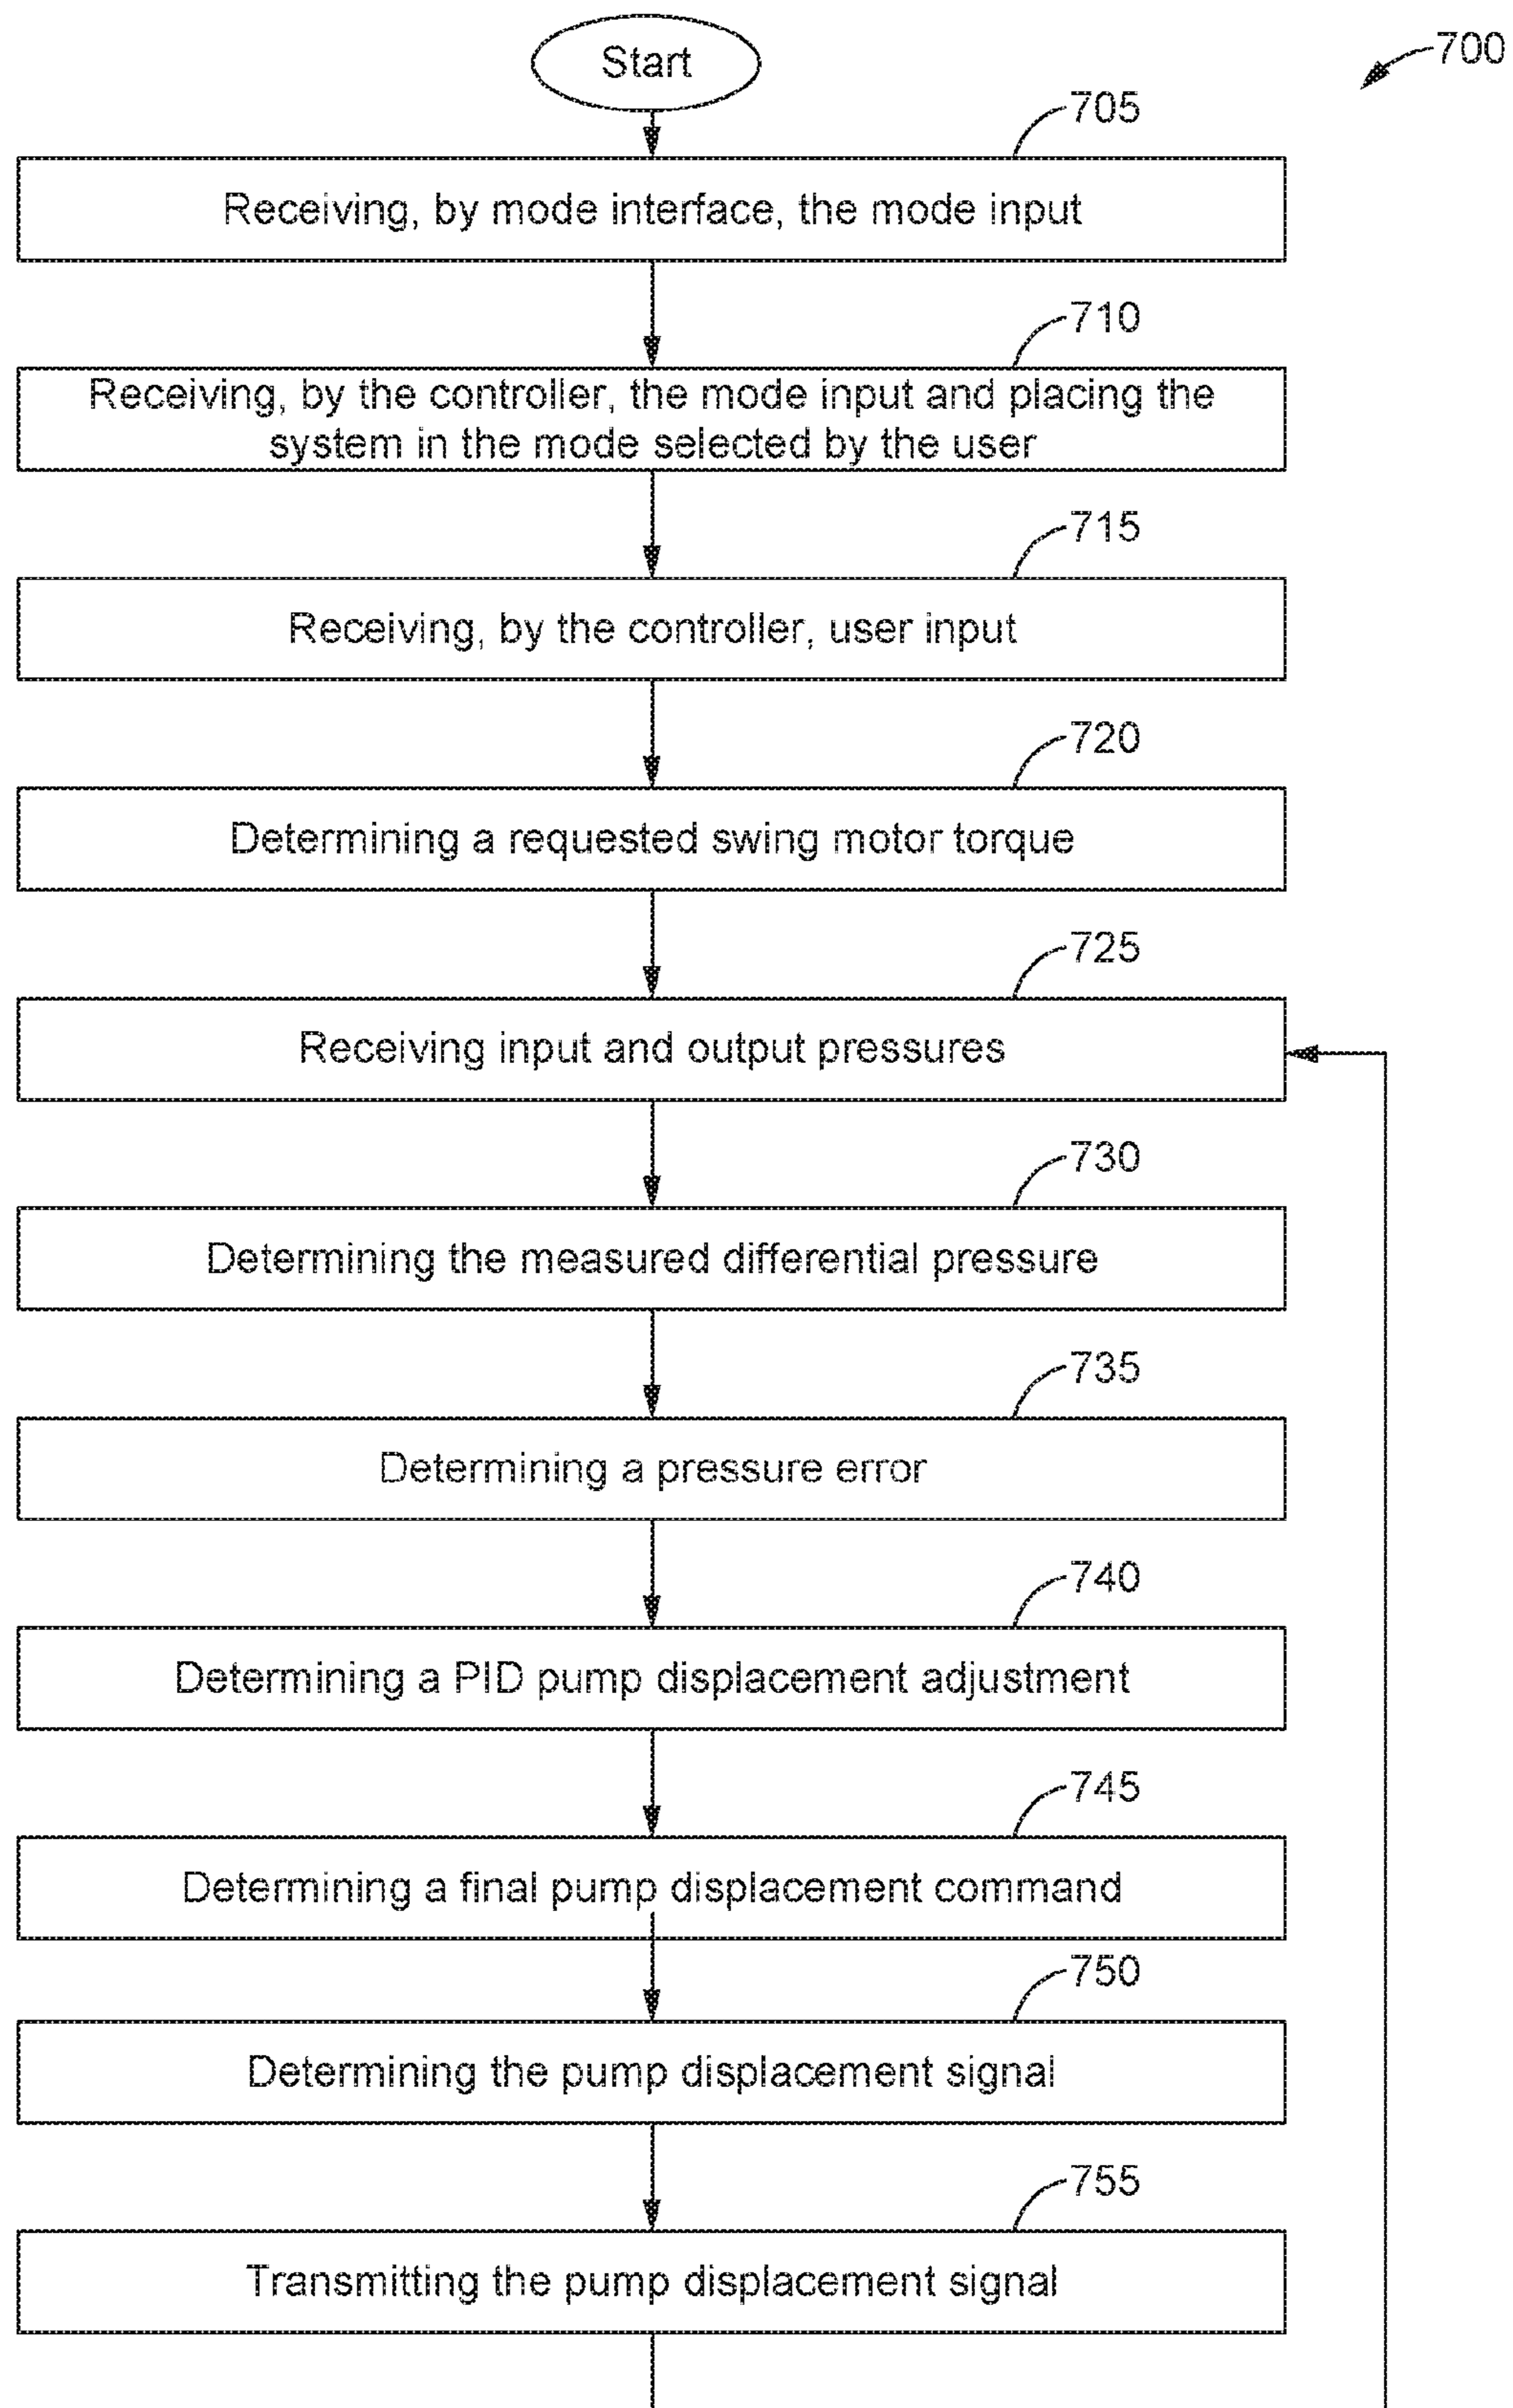 Start
700
705
Receiving, by mode interface, the mode input
710
Receiving, by the controller, the mode input and placing the
system in the mode selected by the user
715
Receiving, by the controller, user input
720
Determining a requested swing motor torque
725
Receiving input and output pressures
730
Determining the measured differential pressure
735
Determining a pressure error
740
Determining a PID pump displacement adjustment
745
Determining a final pump displacement command
750
Determining the pump displacement signal
755
Transmitting the pump displacement signal